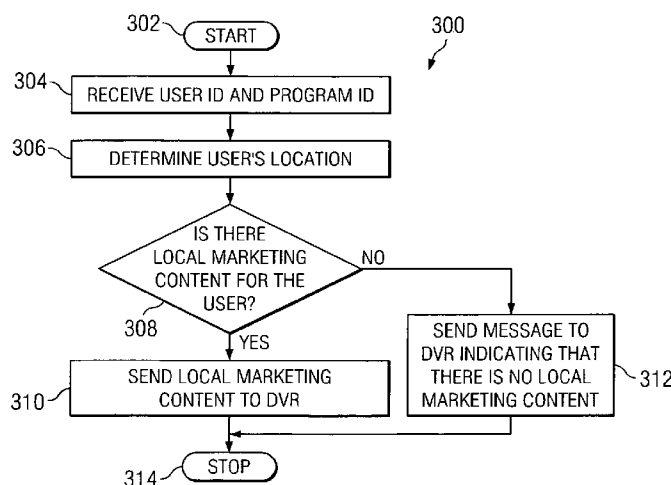 302
START
300
304
RECEIVE USER ID AND PROGRAM ID
306
DETERMINE USER'S LOCATION
IS THERE
LOCAL MARKETING
CONTENT FOR THE
USER?
NO
308
YES
SEND MESSAGE TO
DVR INDICATING THAT
THERE IS NO LOCAL
MARKETING CONTENT
312
310
SEND LOCAL MARKETING
CONTENT TO DVR
314
STOP